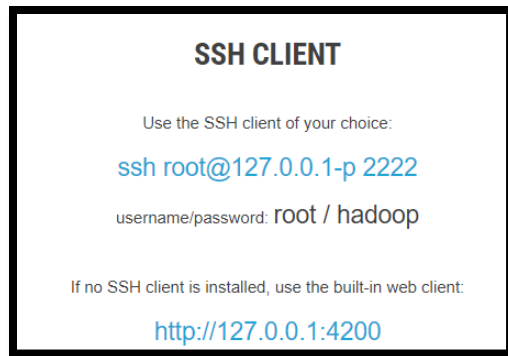 SSH CLIENT
Use the SSH client of your choice:
ssh root@127.0.0.1-p 2222
username/password: root / hadoop
If no SSH client is installed, use the built-in web client:
http://127.0.0.1:4200